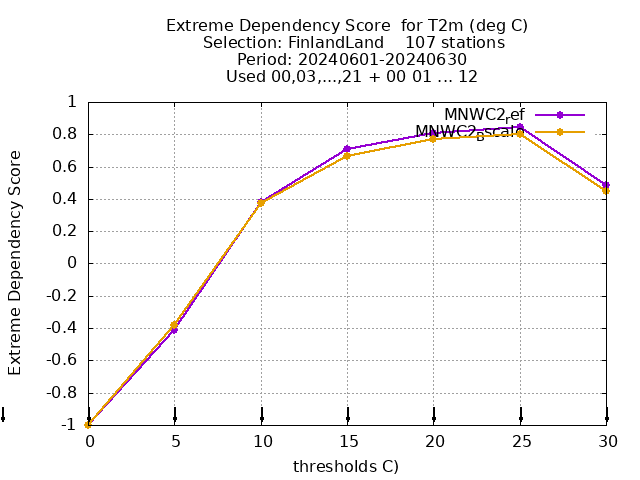 Extreme Dependency Score  for T2m (deg C)
Selection: FinlandLand    107 stations
Period: 20240601-20240630
Used 00,03,...,21 + 00 01 ... 12
MNWC2ref
MNWC2Bscale
1
0.8
0.6
0.4
0.2
0
-0.2
-0.4
-0.6
-0.8
-1
Extreme Dependency Score
0 5 10 15 20 25 30
thresholds C)